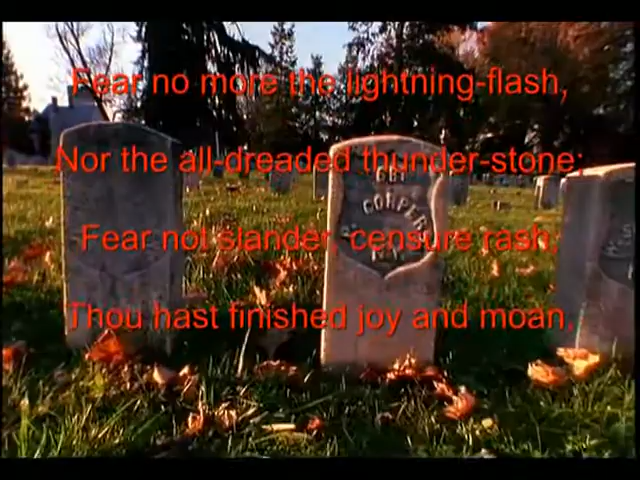 Fear no more the lightning-flash,
Nor the all-dreaded thunder-stone;
Fear not slander, censure rash;
Thou hast finished joy and moan.